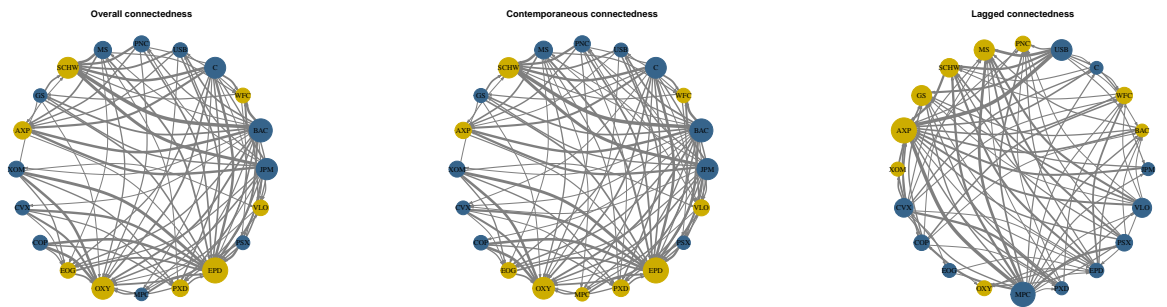 Overall connectedness
PNC
USB
MS
C
SCHW
WFC
GS
BAC
AXP
JPM
XOM
VLO
CVX
PSX
COP
EPD
EOG
PXD
OXY
MPC
Contemporaneous connectedness
PNC
USB
MS
C
SCHW
WFC
GS
BAC
AXP
JPM
XOM
VLO
CVX
PSX
COP
EPD
EOG
PXD
OXY
MPC
Lagged connectedness
PNC
USB
MS
C
SCHW
WFC
GS
BAC
AXP
JPM
XOM
VLO
CVX
PSX
COP
EPD
EOG
PXD
OXY
MPC